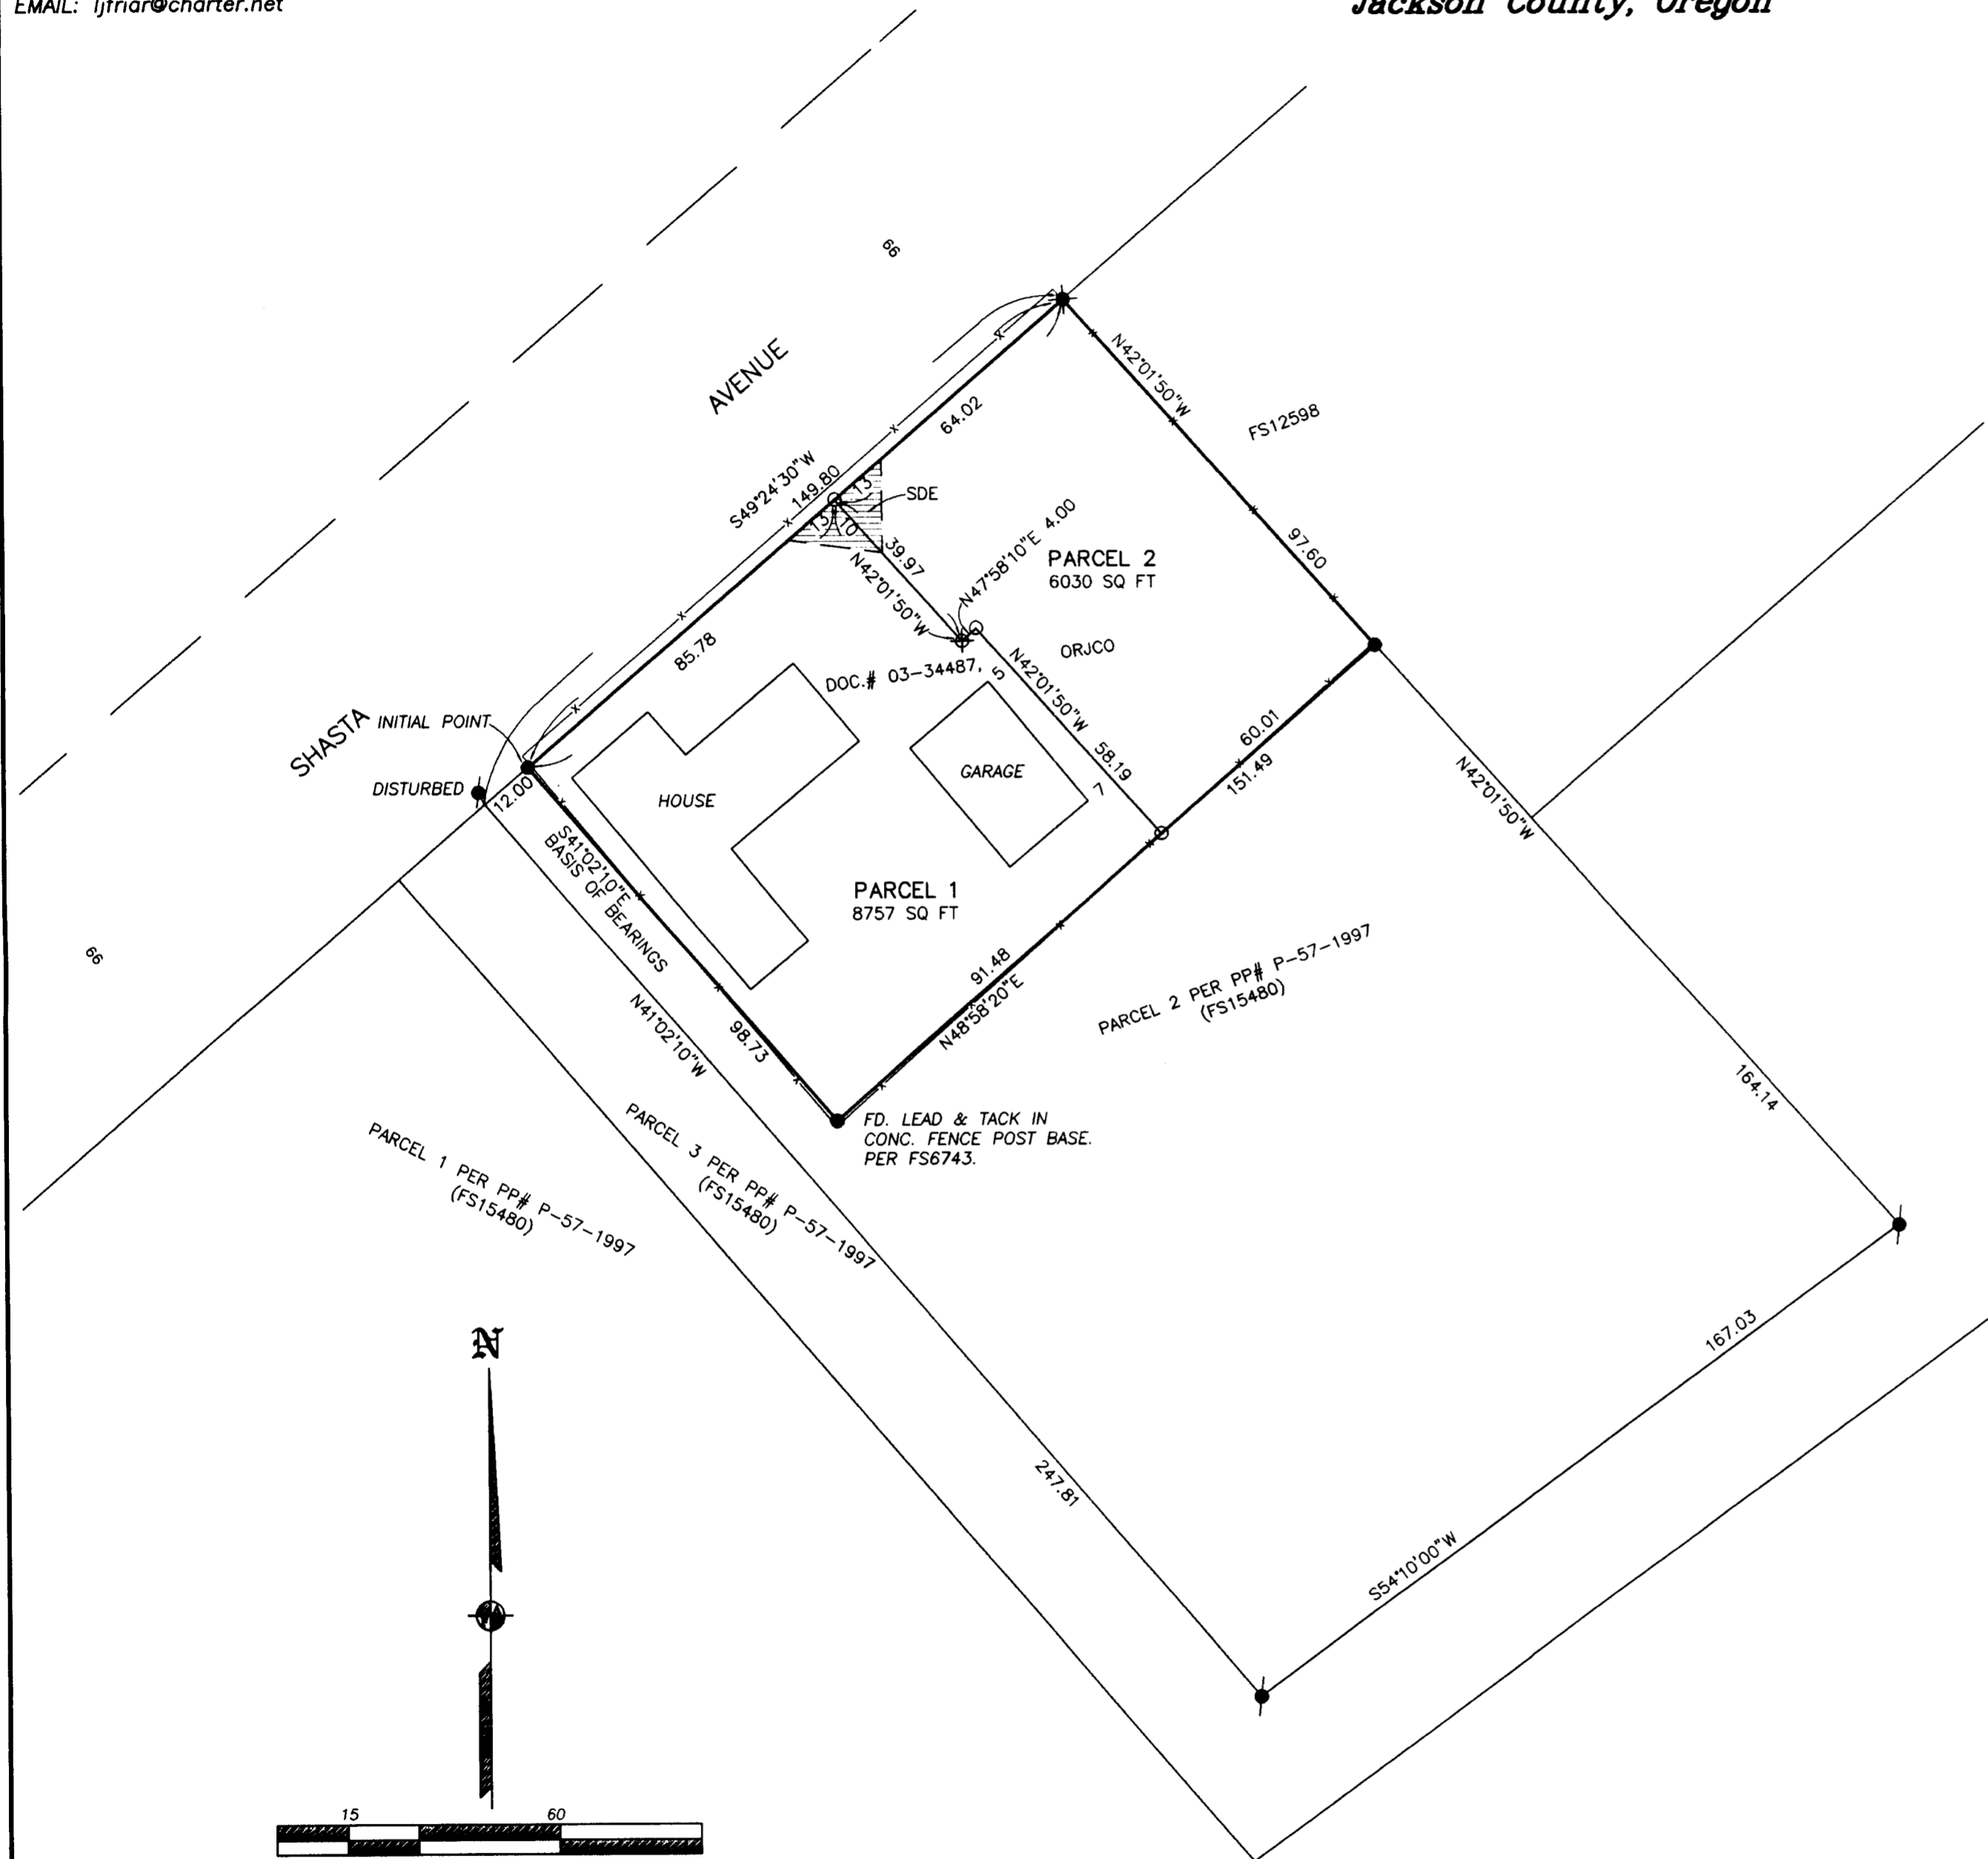 EMAIL: ljfriar@charter.net
Jackson County, Oregon
66
AVENUE
SHASTA
N42°01'50"W
FS12598
64.02
S49°24'30"W
149.80
13
SDE
13
10
39.97
N42°01'50"W
N47°58'10"E 4.00
97.60
PARCEL 2
6030 SQ FT
85.78
ORJCO
DOC.# 03-34487,
5
N42°01'50"W
58.19
INITIAL POINT
DISTURBED
12.00
HOUSE
GARAGE
7
60.01
151.49
N42°01'50"W
S41°02'10"E
BASIS OF BEARINGS
PARCEL 1
8757 SQ FT
66
91.48
N48°58'20"E
PARCEL 2 PER PP# P-57-1997
(FS15480)
N41°02'10"W
98.73
164.14
FD. LEAD & TACK IN
CONC. FENCE POST BASE.
PER FS6743.
PARCEL 1 PER PP# P-57-1997
(FS15480)
PARCEL 3 PER PP# P-57-1997
(FS15480)
N
167.03
247.81
S54°10'00"W
15
60